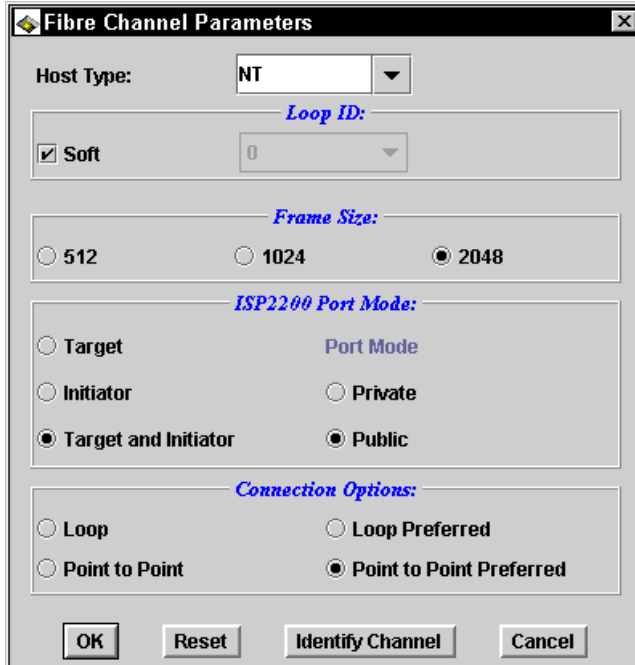 Fibre Channel Parameters
Host Type: NT
Loop ID:
Soft 0
Frame Size:
512 1024 2048
ISP2200 Port Mode:
Target Port Mode
Initiator Private
Target and Initiator Public
Connection Options:
Loop Loop Preferred
Point to Point Point to Point Preferred
OK Reset Identify Channel Cancel